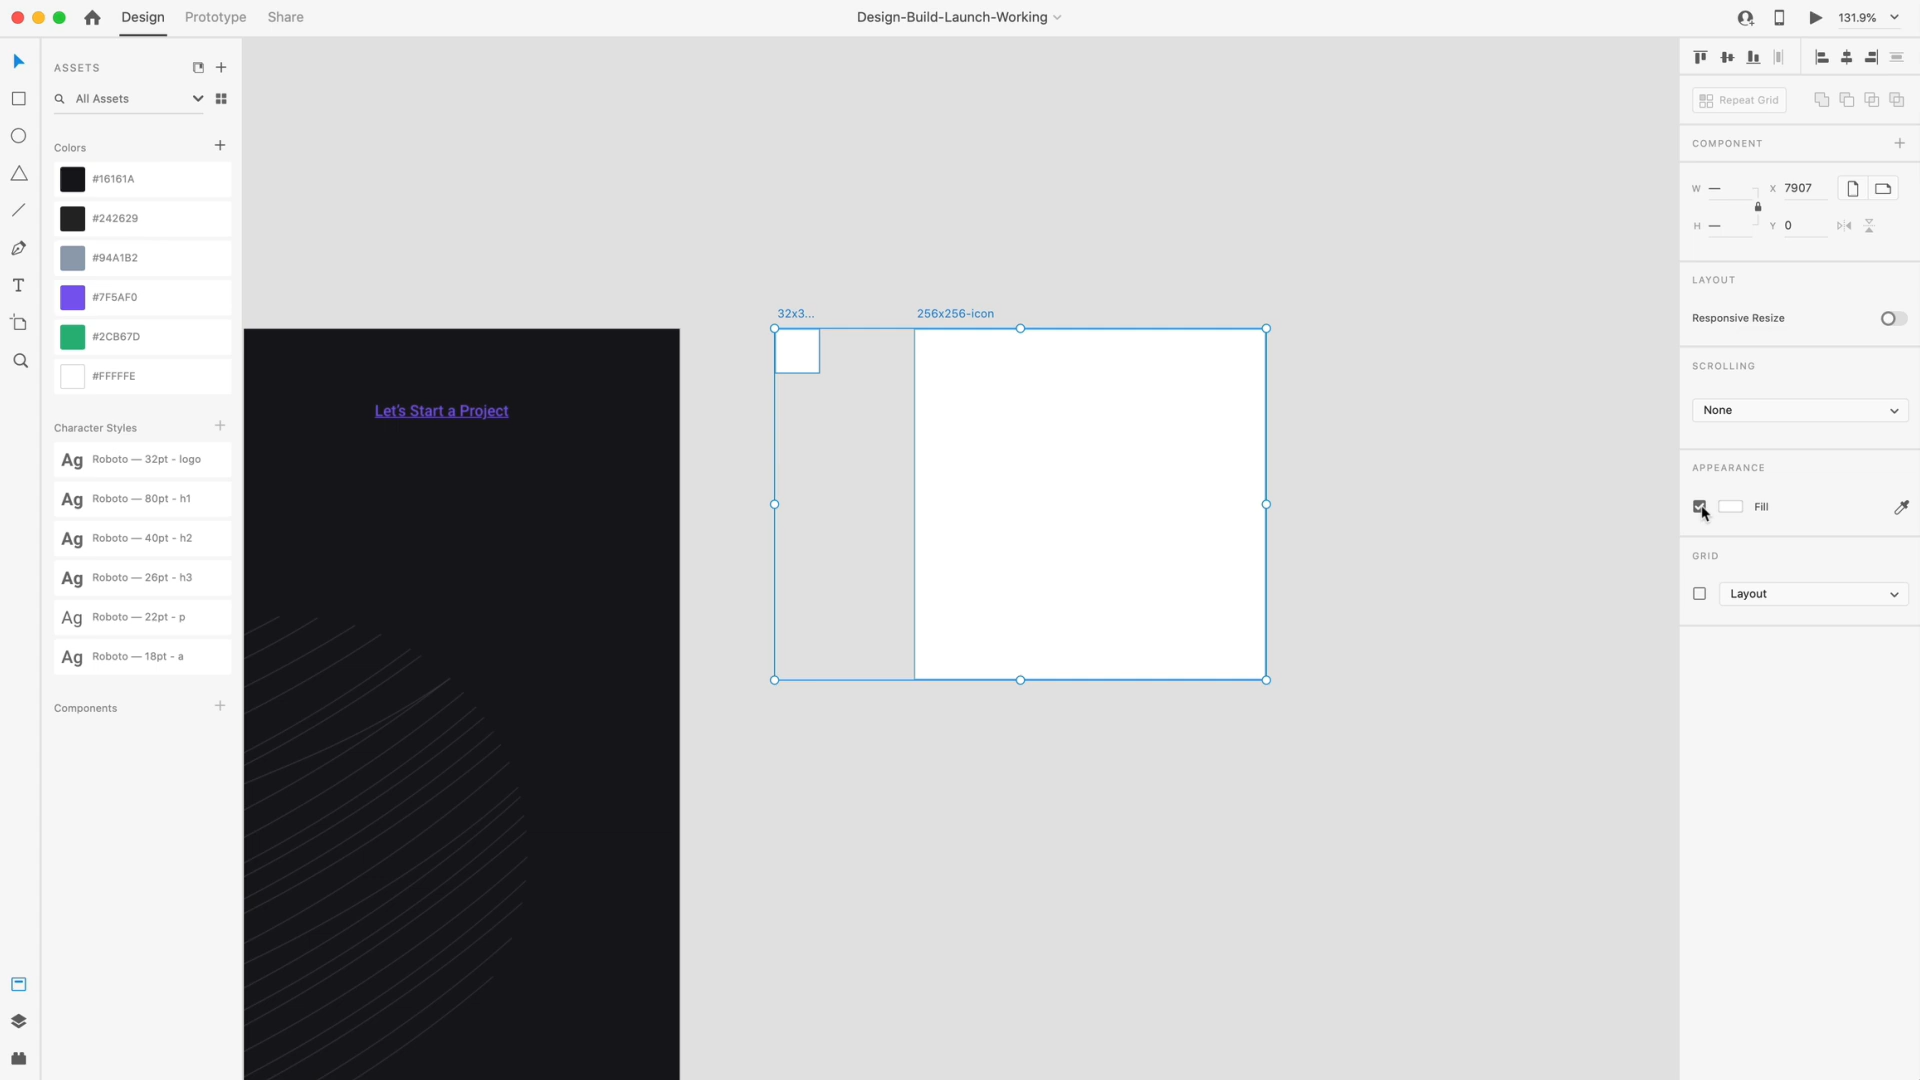 Design Prototype Share Design-Build-Launch-Working 131.9%
ASSETS
All Assets
Colors
#16161A
#242629
#94A1B2
#7F5AF0
#2CB67D
#FFFFFE
Character Styles
Ag Roboto — 32pt - logo
Ag Roboto — 80pt - h1
Ag Roboto — 40pt - h2
Ag Roboto — 26pt - h3
Ag Roboto — 22pt - p
Ag Roboto — 18pt - a
Components
Let's Start a Project
32x3... 256x256-icon
Repeat Grid
COMPONENT
W — X 7907
H — Y 0
LAYOUT
Responsive Resize
SCROLLING
None
APPEARANCE
Fill
GRID
Layout